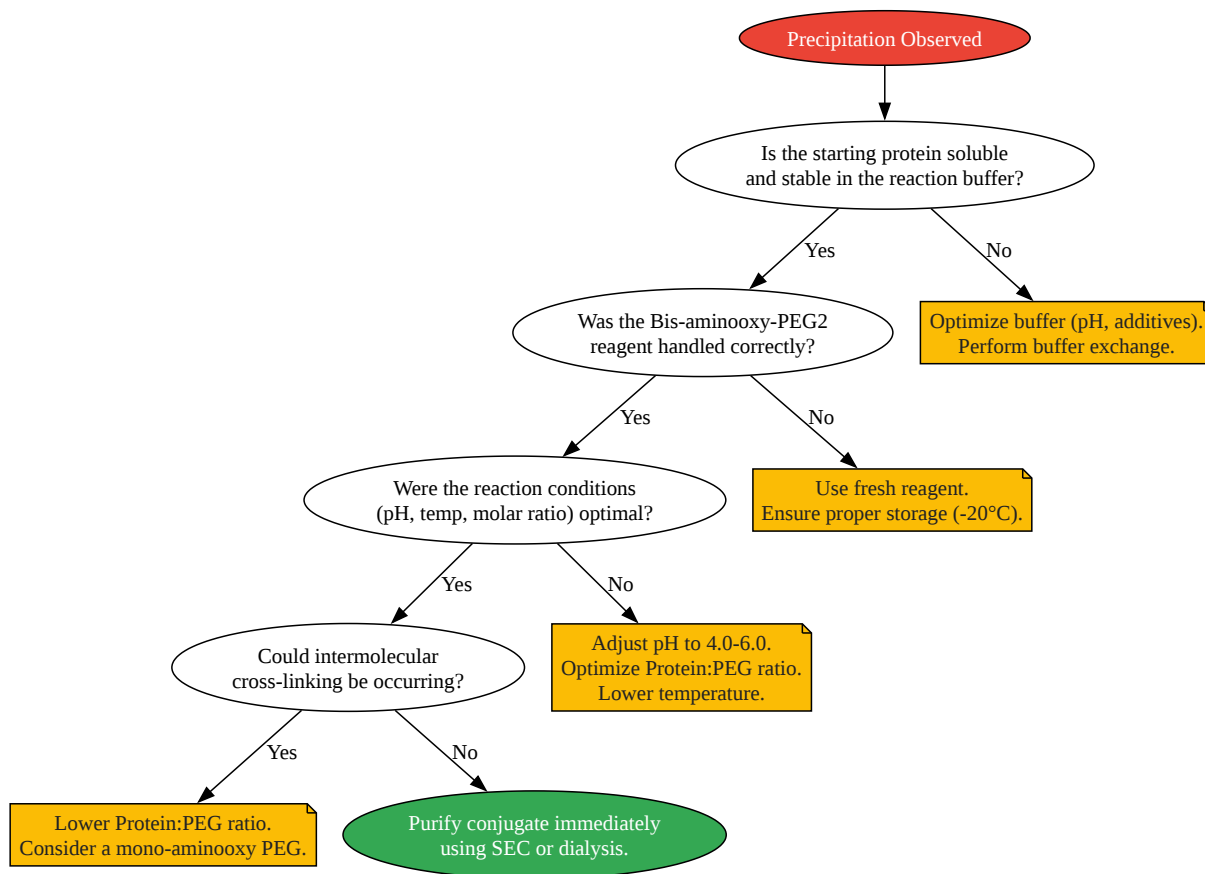 Precipitation Observed
Is the starting protein soluble
and stable in the reaction buffer?
Yes
No
Was the Bis-aminooxy-PEG2
reagent handled correctly?
Optimize buffer (pH, additives).
Perform buffer exchange.
Yes
No
Were the reaction conditions
(pH, temp, molar ratio) optimal?
Use fresh reagent.
Ensure proper storage (-20°C).
Yes
No
Could intermolecular
cross-linking be occurring?
Adjust pH to 4.0-6.0.
Optimize Protein:PEG ratio.
Lower temperature.
Yes
No
Lower Protein:PEG ratio.
Consider a mono-aminooxy PEG.
Purify conjugate immediately
using SEC or dialysis.